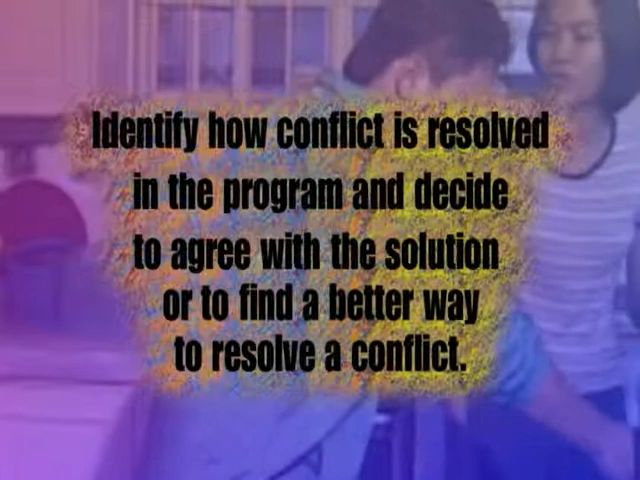 Identify how conflict is resolved
in the program and decide
to agree with the solution
or to find a better way
to resolve a conflict.